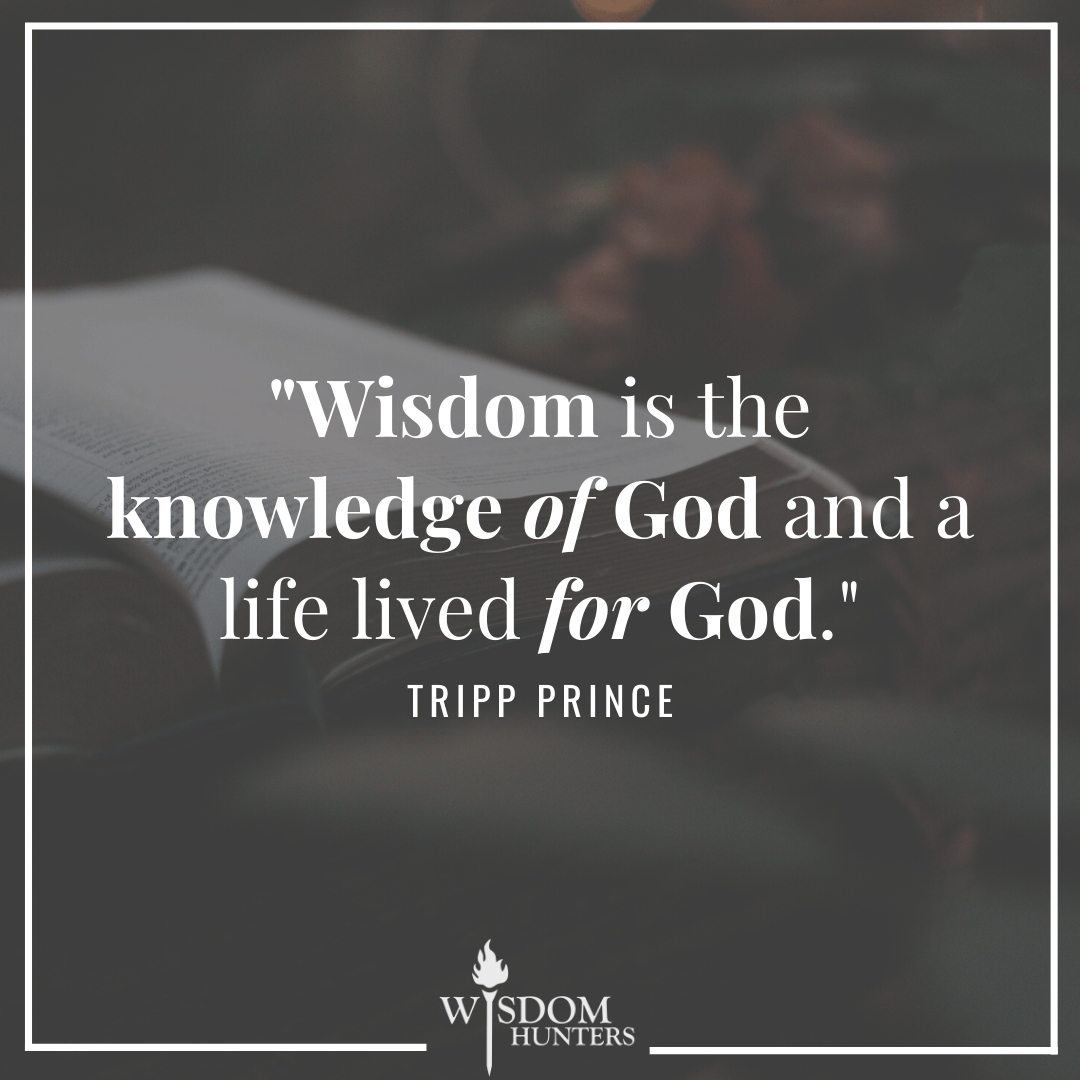 "Wisdom is the
knowledge of God and a
life lived for God."
TRIPP PRINCE
WISDOM
HUNTERS